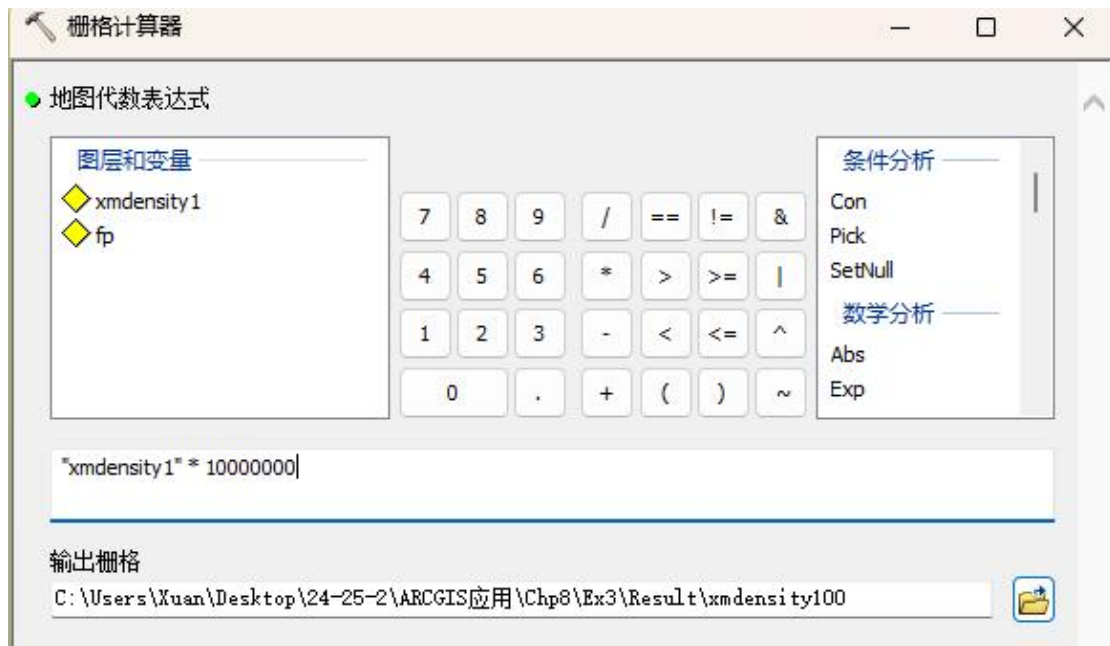 栅格计算器
地图代数表达式
图层和变量
xmdensity1
fp
7 8 9 / == != &
4 5 6 * > >= |
1 2 3 - < <= ^
0 . + ( ) ~
条件分析
Con
Pick
SetNull
数学分析
Abs
Exp
"xmdensity1" * 10000000
输出栅格
C:\Users\Xuan\Desktop\24-25-2\ARCGIS应用\Chp8\Ex3\Result\xmdensity100